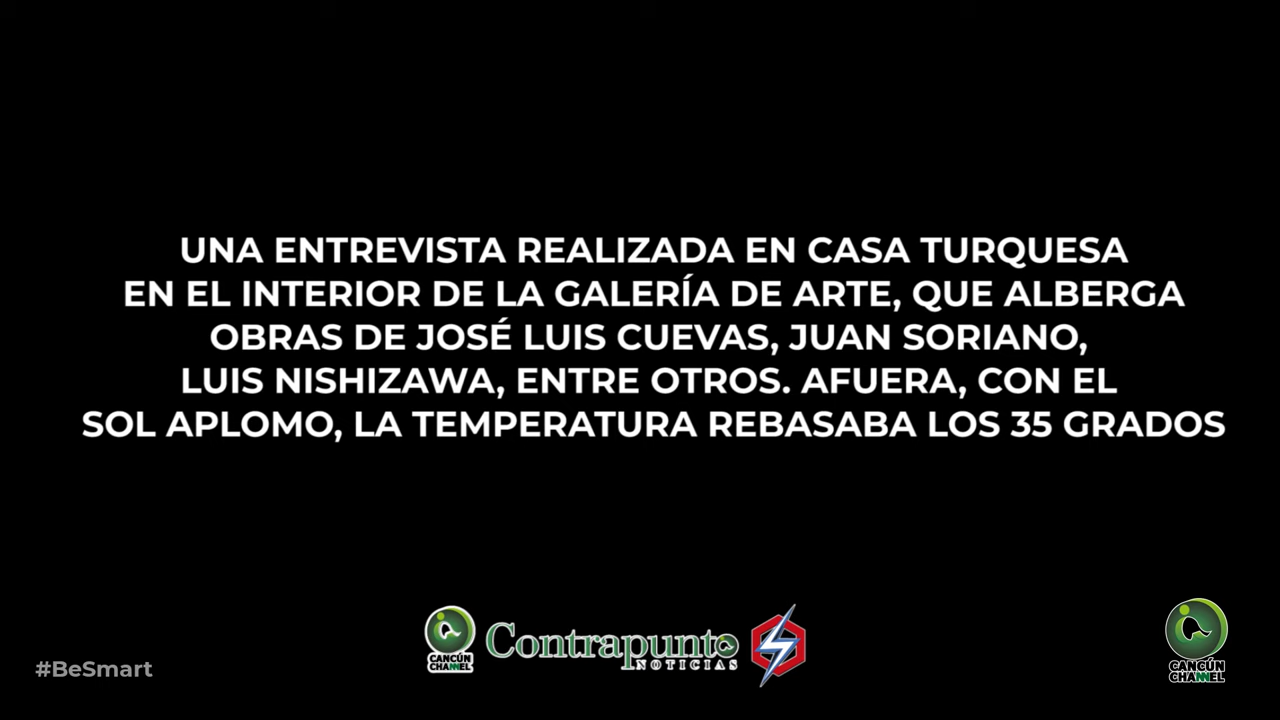 UNA ENTREVISTA REALIZADA EN CASA TURQUESA
EN EL INTERIOR DE LA GALERÍA DE ARTE, QUE ALBERGA
OBRAS DE JOSÉ LUIS CUEVAS, JUAN SORIANO,
LUIS NISHIZAWA, ENTRE OTROS. AFUERA, CON EL
SOL APLOMO, LA TEMPERATURA REBASABA LOS 35 GRADOS
#BeSmart
CANCÚN
CHANNEL
Contrapunto
NOTICIAS
CANCÚN
CHANNEL